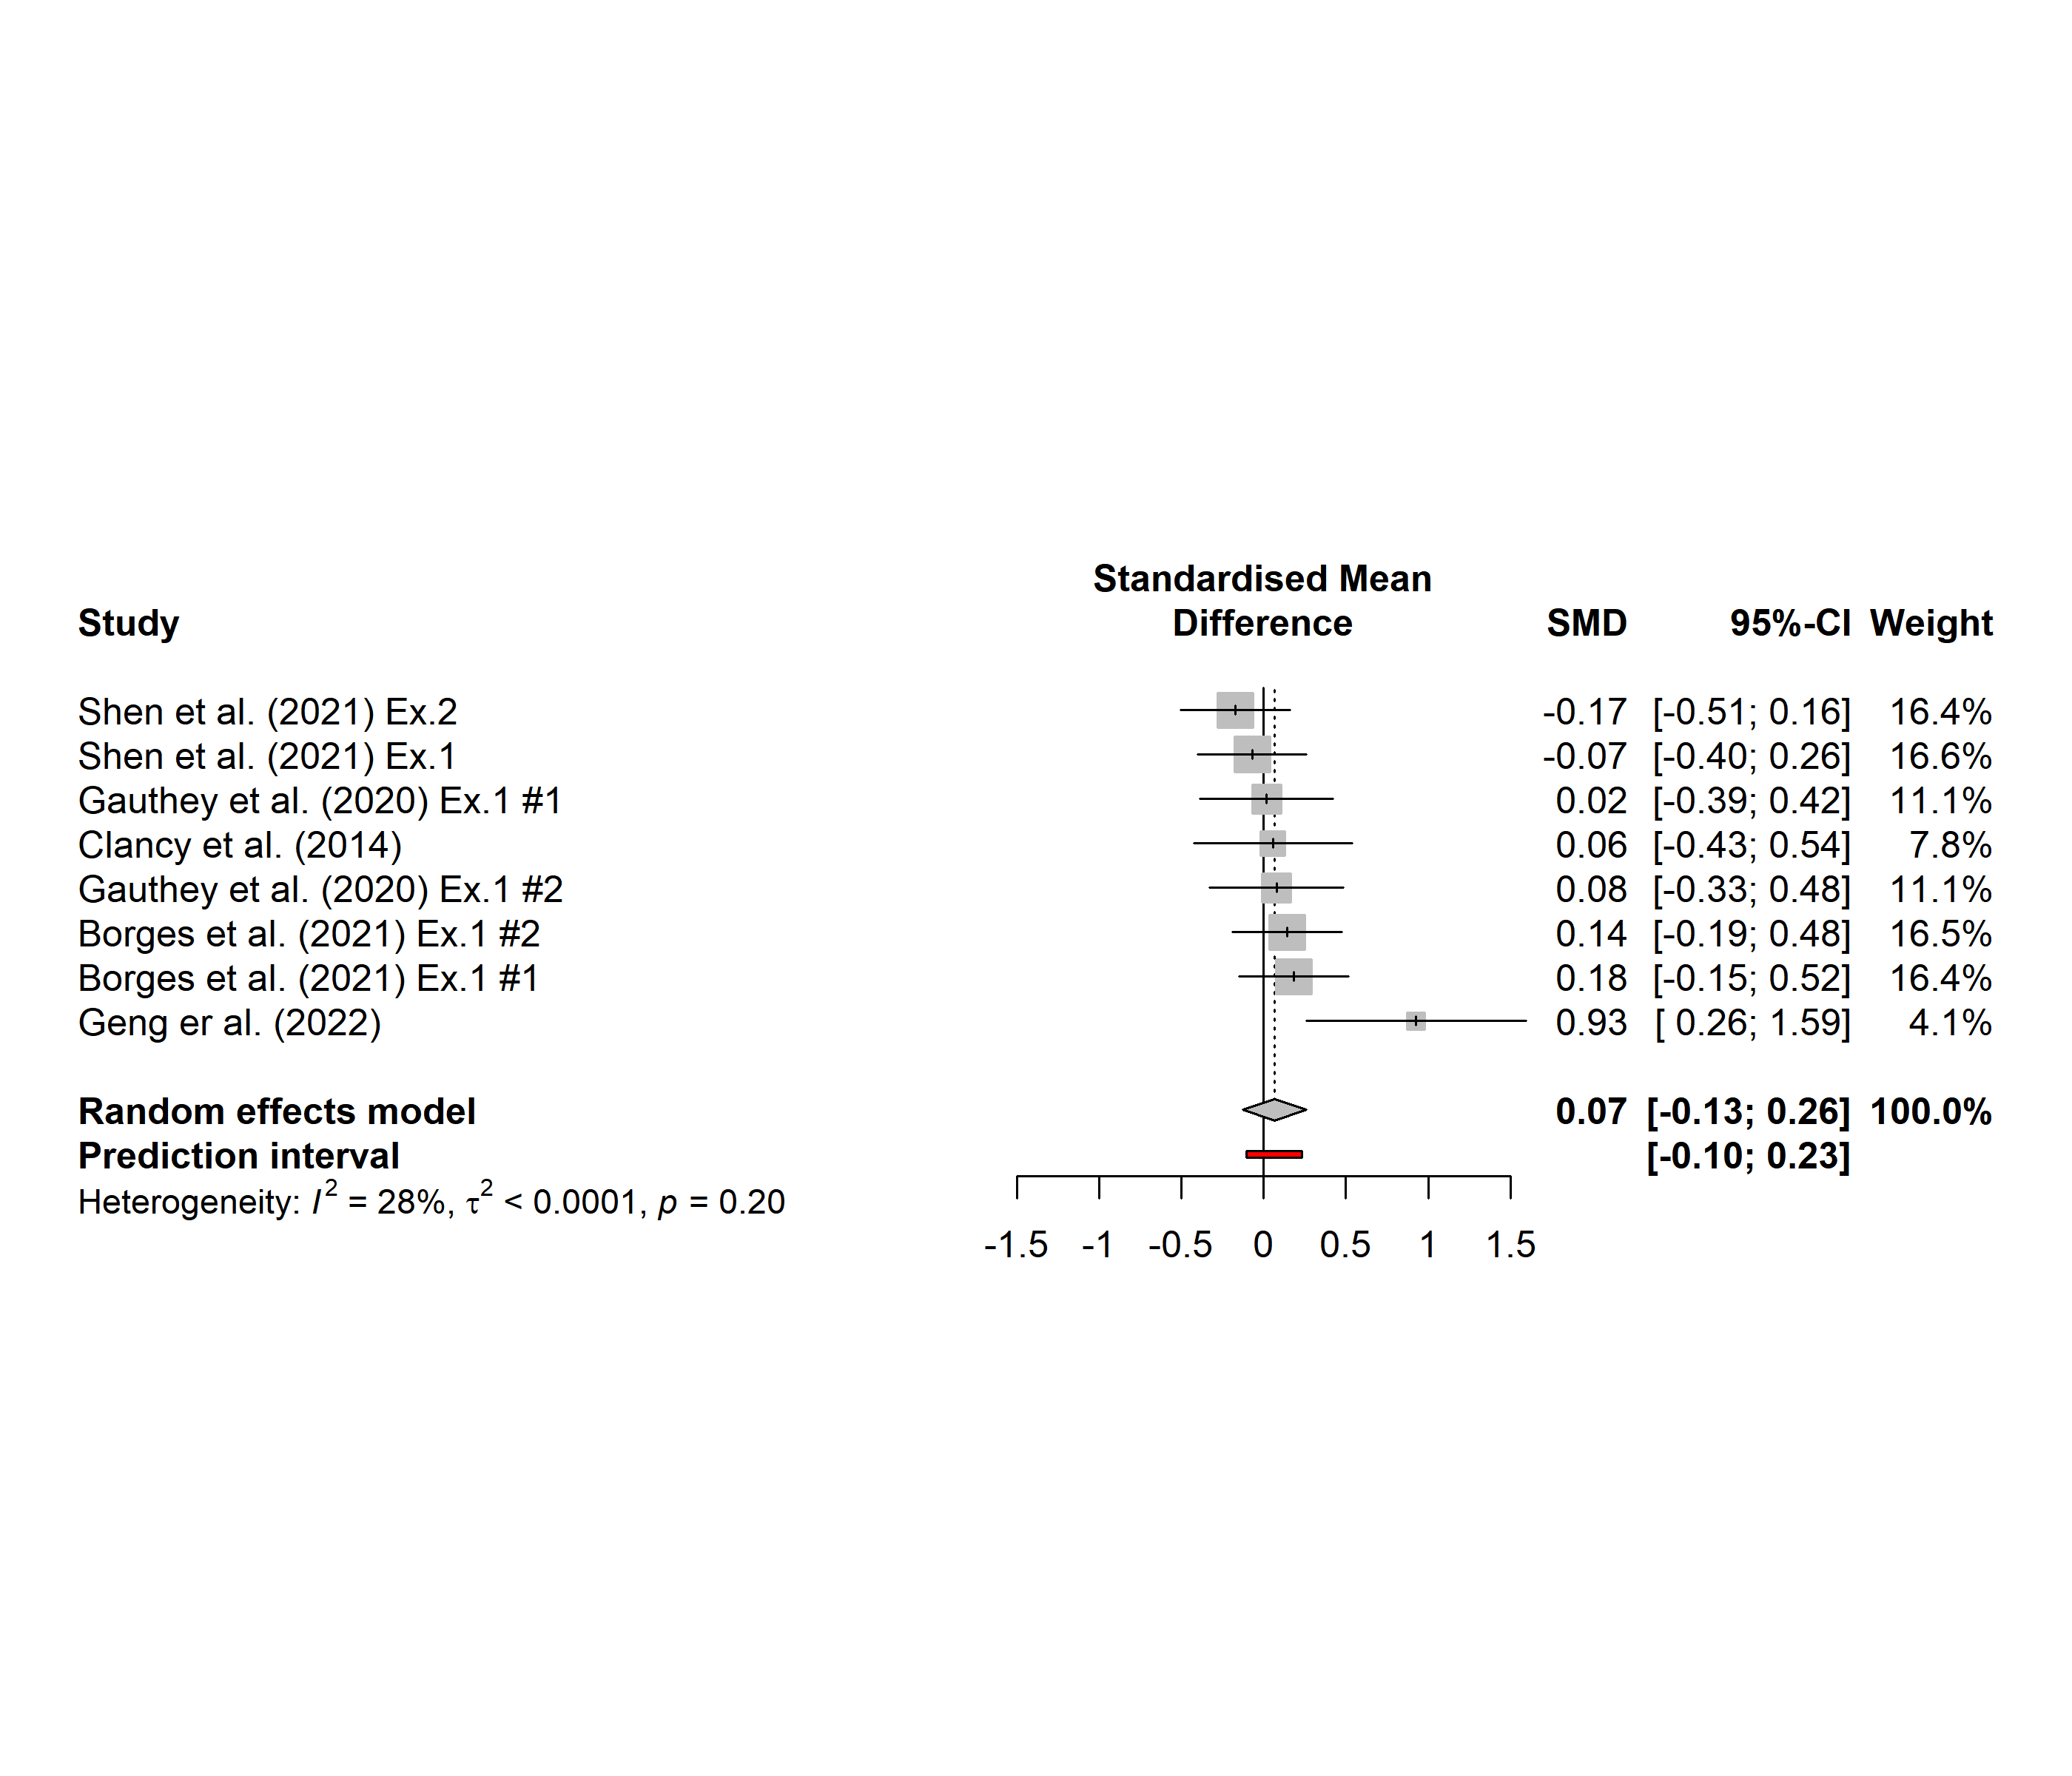 Standardised Mean
Study Difference SMD 95%-CI Weight
Shen et al. (2021) Ex.2 -0.17 [-0.51; 0.16] 16.4%
Shen et al. (2021) Ex.1 -0.07 [-0.40; 0.26] 16.6%
Gauthey et al. (2020) Ex.1 #1 0.02 [-0.39; 0.42] 11.1%
Clancy et al. (2014) 0.06 [-0.43; 0.54] 7.8%
Gauthey et al. (2020) Ex.1 #2 0.08 [-0.33; 0.48] 11.1%
Borges et al. (2021) Ex.1 #2 0.14 [-0.19; 0.48] 16.5%
Borges et al. (2021) Ex.1 #1 0.18 [-0.15; 0.52] 16.4%
Geng er al. (2022) 0.93 [ 0.26; 1.59] 4.1%
Random effects model 0.07 [-0.13; 0.26] 100.0%
Prediction interval [-0.10; 0.23]
Heterogeneity: I² = 28%, τ² < 0.0001, p = 0.20
-1.5 -1 -0.5 0 0.5 1 1.5